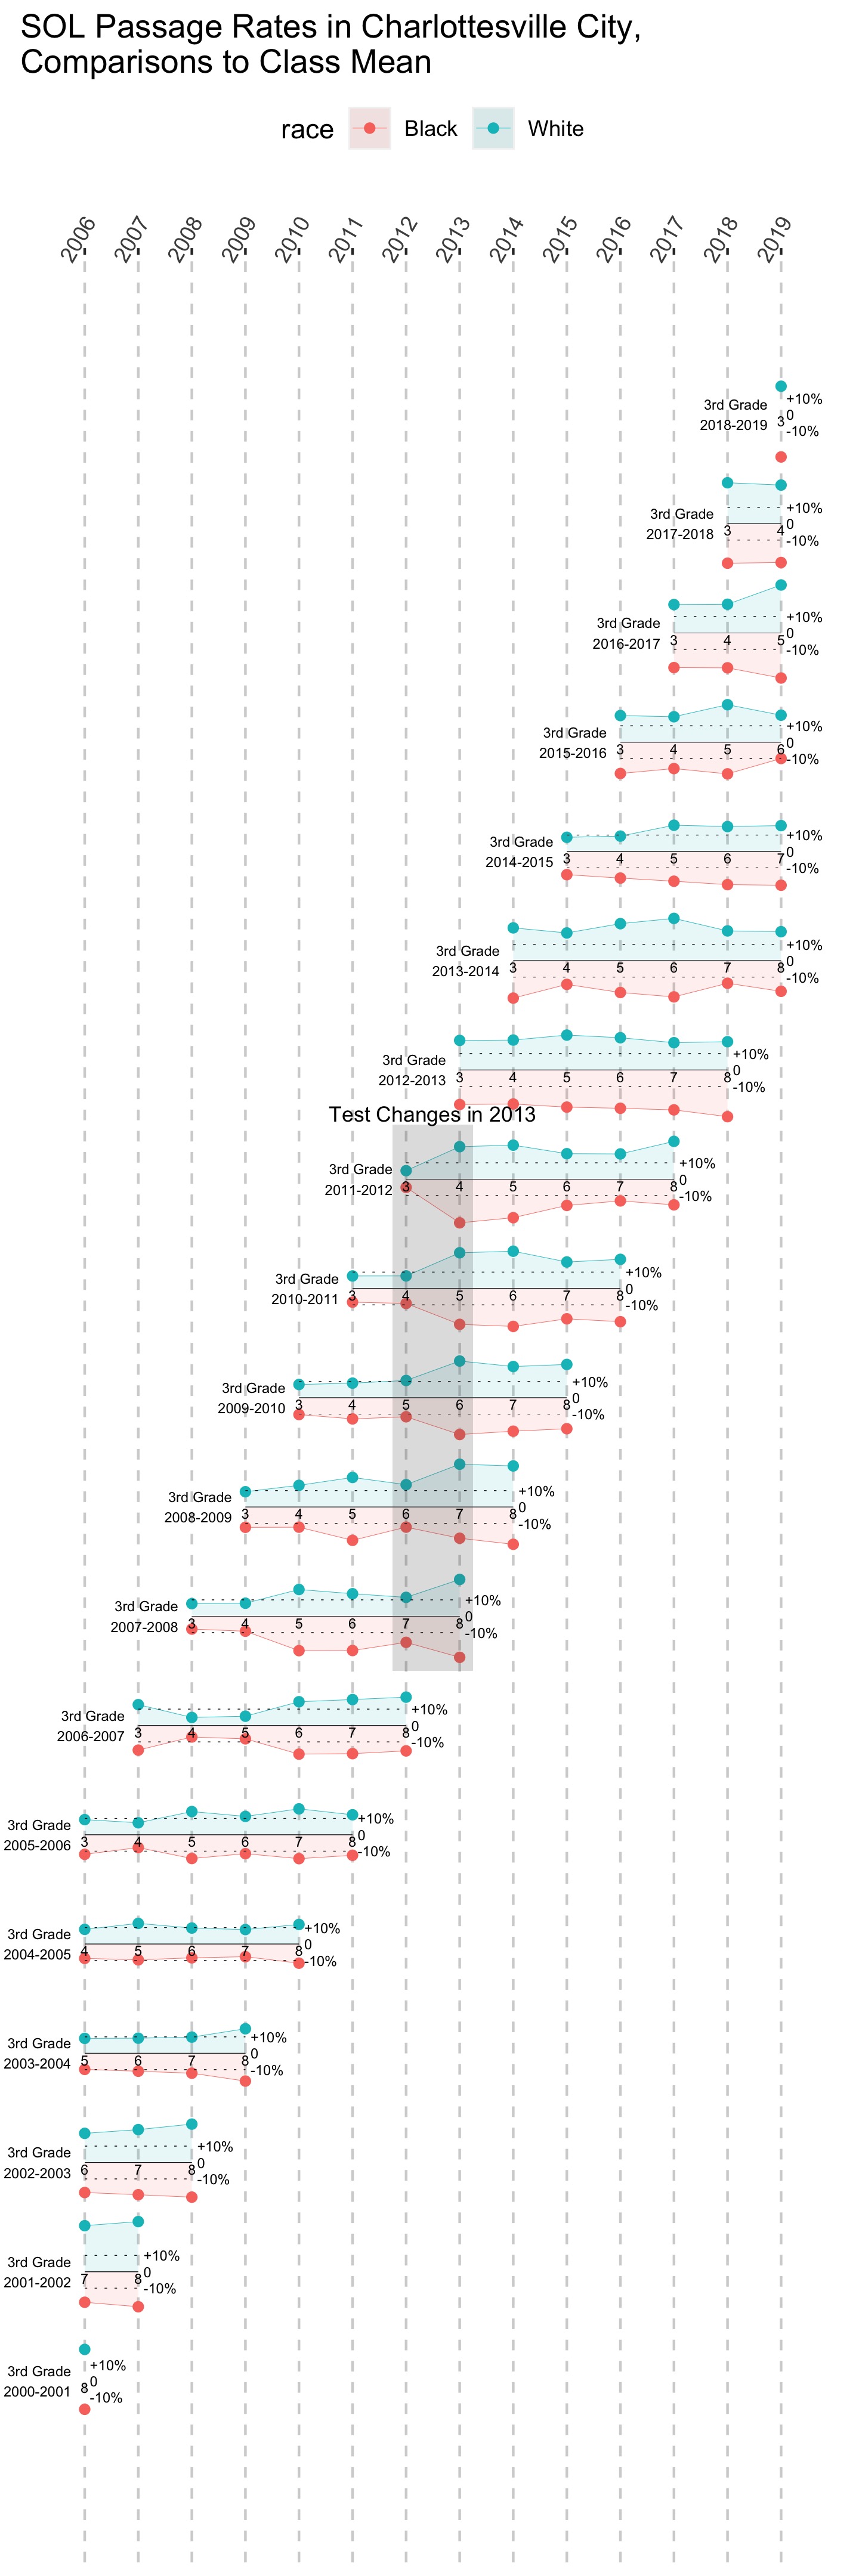 SOL Passage Rates in Charlottesville City,
Comparisons to Class Mean
race Black White
2006 2007 2008 2009 2010 2011 2012 2013 2014 2015 2016 2017 2018 2019
3rd Grade
2018-2019
3
+10%
0
-10%
3rd Grade
2017-2018
3 4
+10%
0
-10%
3rd Grade
2016-2017
3 4 5
+10%
0
-10%
3rd Grade
2015-2016
3 4 5 6
+10%
0
-10%
3rd Grade
2014-2015
3 4 5 6 7
+10%
0
-10%
3rd Grade
2013-2014
3 4 5 6 7 8
+10%
0
-10%
3rd Grade
2012-2013
3 4 5 6 7 8
+10%
0
-10%
Test Changes in 2013
3rd Grade
2011-2012
3 4 5 6 7 8
+10%
0
-10%
3rd Grade
2010-2011
3 4 5 6 7 8
+10%
0
-10%
3rd Grade
2009-2010
3 4 5 6 7 8
+10%
0
-10%
3rd Grade
2008-2009
3 4 5 6 7 8
+10%
0
-10%
3rd Grade
2007-2008
3 4 5 6 7 8
+10%
0
-10%
3rd Grade
2006-2007
3 4 5 6 7 8
+10%
0
-10%
3rd Grade
2005-2006
3 4 5 6 7 8
+10%
0
-10%
3rd Grade
2004-2005
4 5 6 7 8
+10%
0
-10%
3rd Grade
2003-2004
5 6 7 8
+10%
0
-10%
3rd Grade
2002-2003
6 7 8
+10%
0
-10%
3rd Grade
2001-2002
7 8
+10%
0
-10%
3rd Grade
2000-2001
8
+10%
0
-10%